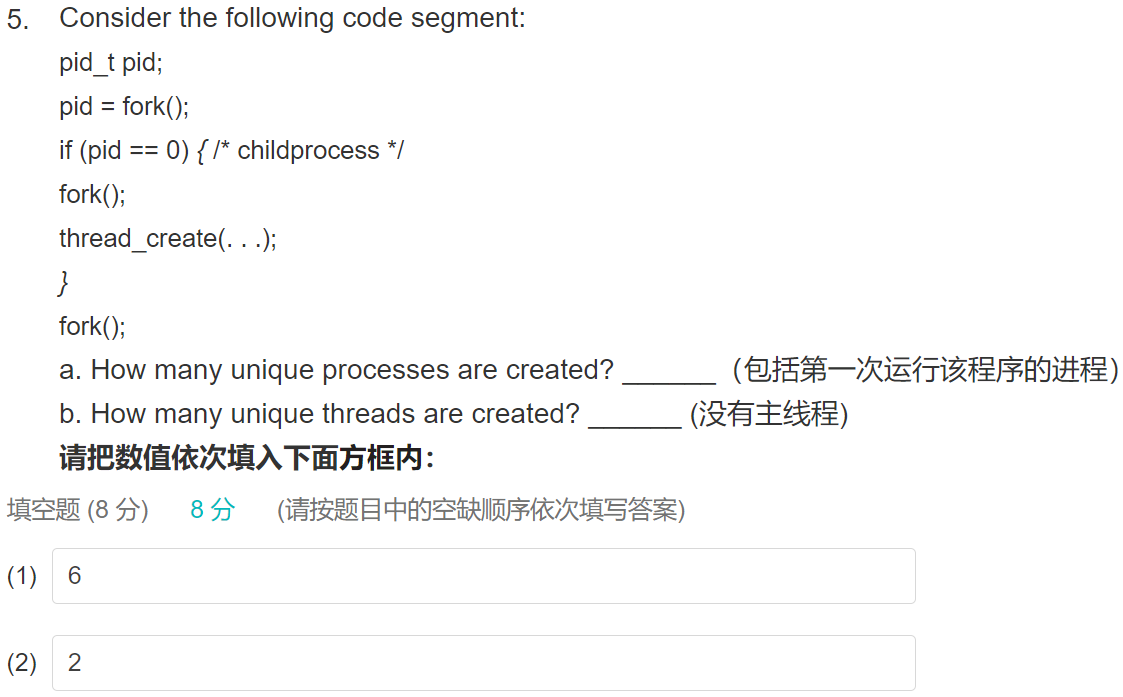 5. Consider the following code segment:
pid_t pid;
pid = fork();
if (pid == 0) { /* childprocess */
fork();
thread_create(. . .);
}
fork();
a. How many unique processes are created? ______ （包括第一次运行该程序的进程）
b. How many unique threads are created? ______ (没有主线程)
请把数值依次填入下面方框内：
填空题 (8 分) 8 分 (请按题目中的空缺顺序依次填写答案)
(1) 6
(2) 2